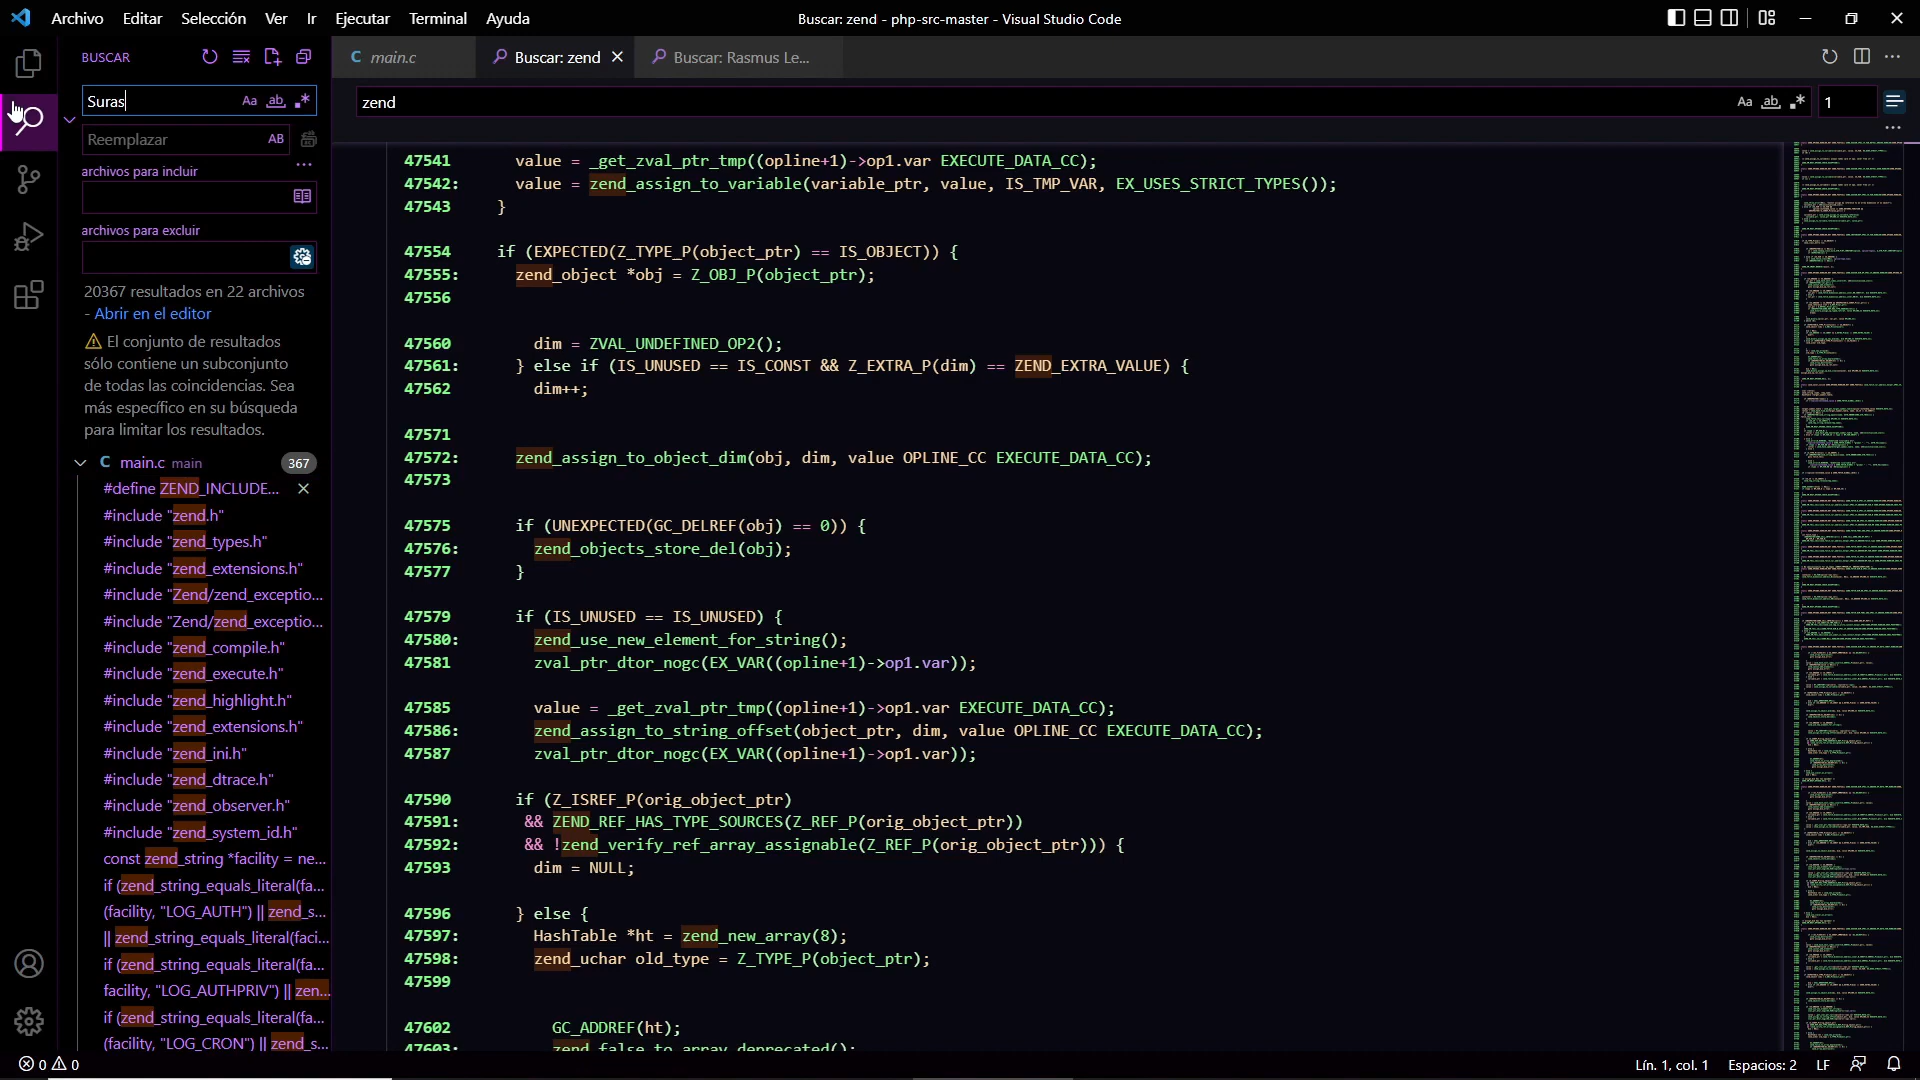 Archivo Editar Selección Ver Ir Ejecutar Terminal Ayuda
Buscar: zend - php-src-master - Visual Studio Code
BUSCAR
Suras
Aa ab
Reemplazar
AB
archivos para incluir
archivos para excluir
20367 resultados en 22 archivos
- Abrir en el editor
El conjunto de resultados
sólo contiene un subconjunto
de todas las coincidencias. Sea
más específico en su búsqueda
para limitar los resultados.
C main.c main 367
#define ZEND_INCLUDE...
#include "zend.h"
#include "zend_types.h"
#include "zend_extensions.h"
#include "Zend/zend_exceptio...
#include "Zend/zend_exceptio...
#include "zend_compile.h"
#include "zend_execute.h"
#include "zend_highlight.h"
#include "zend_extensions.h"
#include "zend_ini.h"
#include "zend_dtrace.h"
#include "zend_observer.h"
#include "zend_system_id.h"
const zend_string *facility = ne...
if (zend_string_equals_literal(fa...
(facility, "LOG_AUTH") || zend_s...
|| zend_string_equals_literal(faci...
if (zend_string_equals_literal(fa...
facility, "LOG_AUTHPRIV") || zen...
if (zend_string_equals_literal(fa...
(facility, "LOG_CRON") || zend_s...
C main.c
Buscar: zend
Buscar: Rasmus Le...
zend
Aa ab
1
47541 value = _get_zval_ptr_tmp((opline+1)->op1.var EXECUTE_DATA_CC);
47542: value = zend_assign_to_variable(variable_ptr, value, IS_TMP_VAR, EX_USES_STRICT_TYPES());
47543 }
47554 if (EXPECTED(Z_TYPE_P(object_ptr) == IS_OBJECT)) {
47555: zend_object *obj = Z_OBJ_P(object_ptr);
47556
47560 dim = ZVAL_UNDEFINED_OP2();
47561: } else if (IS_UNUSED == IS_CONST && Z_EXTRA_P(dim) == ZEND_EXTRA_VALUE) {
47562 dim++;
47571
47572: zend_assign_to_object_dim(obj, dim, value OPLINE_CC EXECUTE_DATA_CC);
47573
47575 if (UNEXPECTED(GC_DELREF(obj) == 0)) {
47576: zend_objects_store_del(obj);
47577 }
47579 if (IS_UNUSED == IS_UNUSED) {
47580: zend_use_new_element_for_string();
47581 zval_ptr_dtor_nogc(EX_VAR((opline+1)->op1.var));
47585 value = _get_zval_ptr_tmp((opline+1)->op1.var EXECUTE_DATA_CC);
47586: zend_assign_to_string_offset(object_ptr, dim, value OPLINE_CC EXECUTE_DATA_CC);
47587 zval_ptr_dtor_nogc(EX_VAR((opline+1)->op1.var));
47590 if (Z_ISREF_P(orig_object_ptr)
47591: && ZEND_REF_HAS_TYPE_SOURCES(Z_REF_P(orig_object_ptr))
47592: && !zend_verify_ref_array_assignable(Z_REF_P(orig_object_ptr))) {
47593 dim = NULL;
47596 } else {
47597: HashTable *ht = zend_new_array(8);
47598: zend_uchar old_type = Z_TYPE_P(object_ptr);
47599
47602 GC_ADDREF(ht);
47603: zend_false_to_array_deprecated();
0 0
Lín. 1, col. 1 Espacios: 2 LF